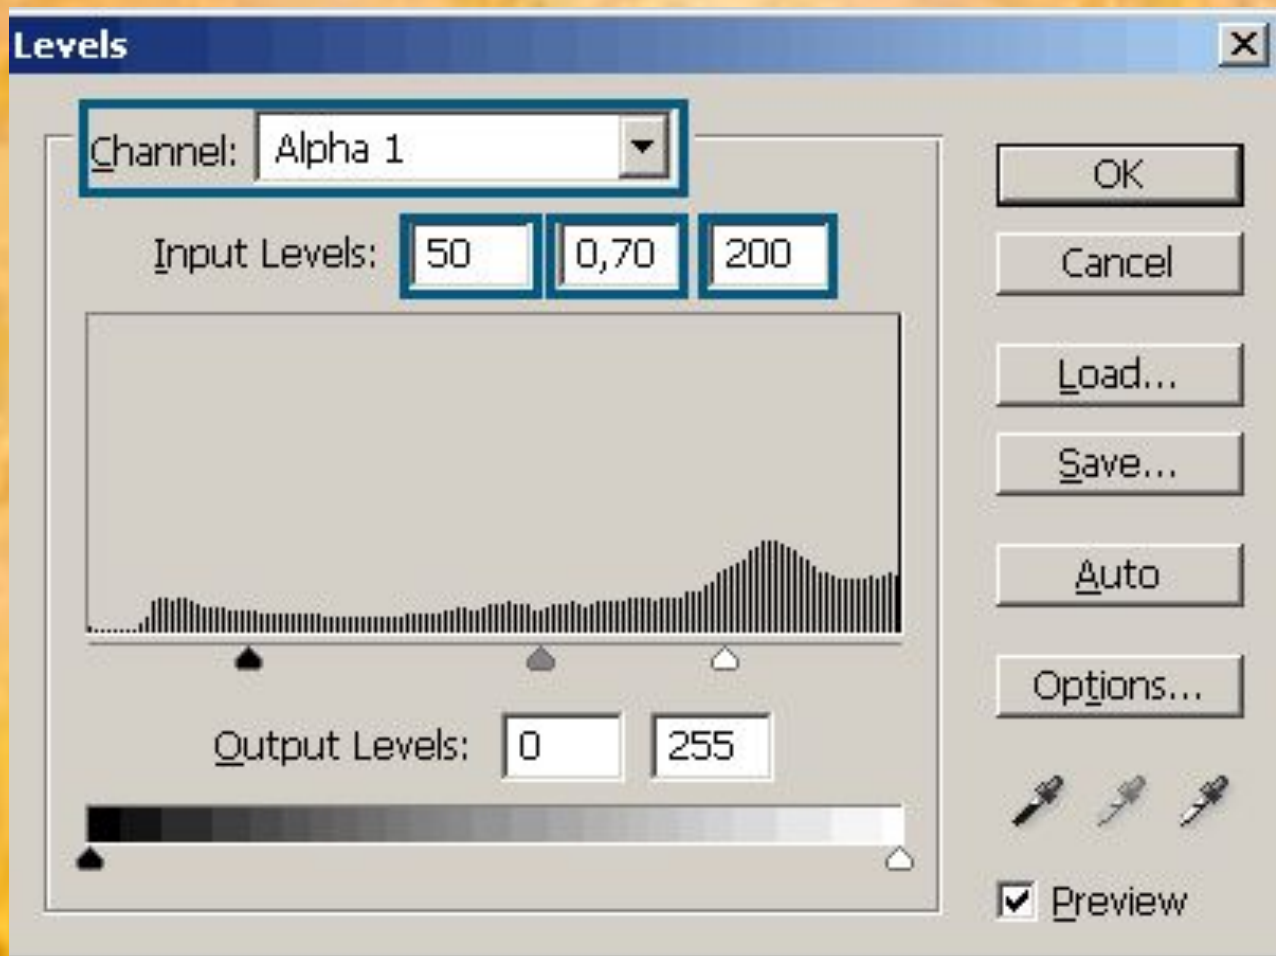 Levels
Channel: Alpha 1
Input Levels: 50 0,70 200
Output Levels: 0 255
OK
Cancel
Load...
Save...
Auto
Options...
Preview